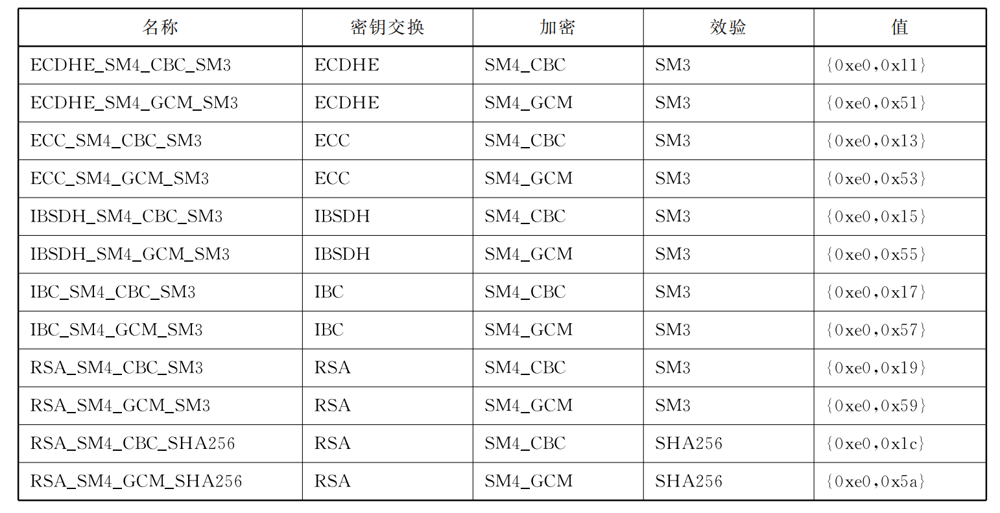 名称 密钥交换 加密 效验 值
ECDHE_SM4_CBC_SM3 ECDHE SM4_CBC SM3 {0xe0,0x11}
ECDHE_SM4_GCM_SM3 ECDHE SM4_GCM SM3 {0xe0,0x51}
ECC_SM4_CBC_SM3 ECC SM4_CBC SM3 {0xe0,0x13}
ECC_SM4_GCM_SM3 ECC SM4_GCM SM3 {0xe0,0x53}
IBSDH_SM4_CBC_SM3 IBSDH SM4_CBC SM3 {0xe0,0x15}
IBSDH_SM4_GCM_SM3 IBSDH SM4_GCM SM3 {0xe0,0x55}
IBC_SM4_CBC_SM3 IBC SM4_CBC SM3 {0xe0,0x17}
IBC_SM4_GCM_SM3 IBC SM4_GCM SM3 {0xe0,0x57}
RSA_SM4_CBC_SM3 RSA SM4_CBC SM3 {0xe0,0x19}
RSA_SM4_GCM_SM3 RSA SM4_GCM SM3 {0xe0,0x59}
RSA_SM4_CBC_SHA256 RSA SM4_CBC SHA256 {0xe0,0x1c}
RSA_SM4_GCM_SHA256 RSA SM4_GCM SHA256 {0xe0,0x5a}